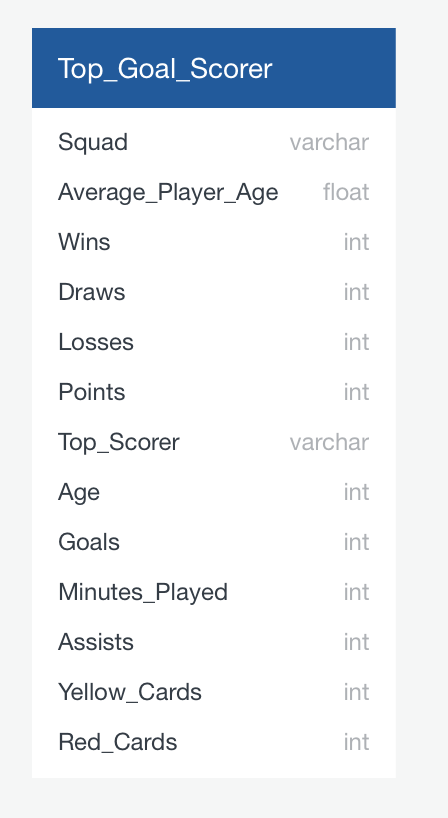 Top_Goal_Scorer
Squad varchar
Average_Player_Age float
Wins int
Draws int
Losses int
Points int
Top_Scorer varchar
Age int
Goals int
Minutes_Played int
Assists int
Yellow_Cards int
Red_Cards int